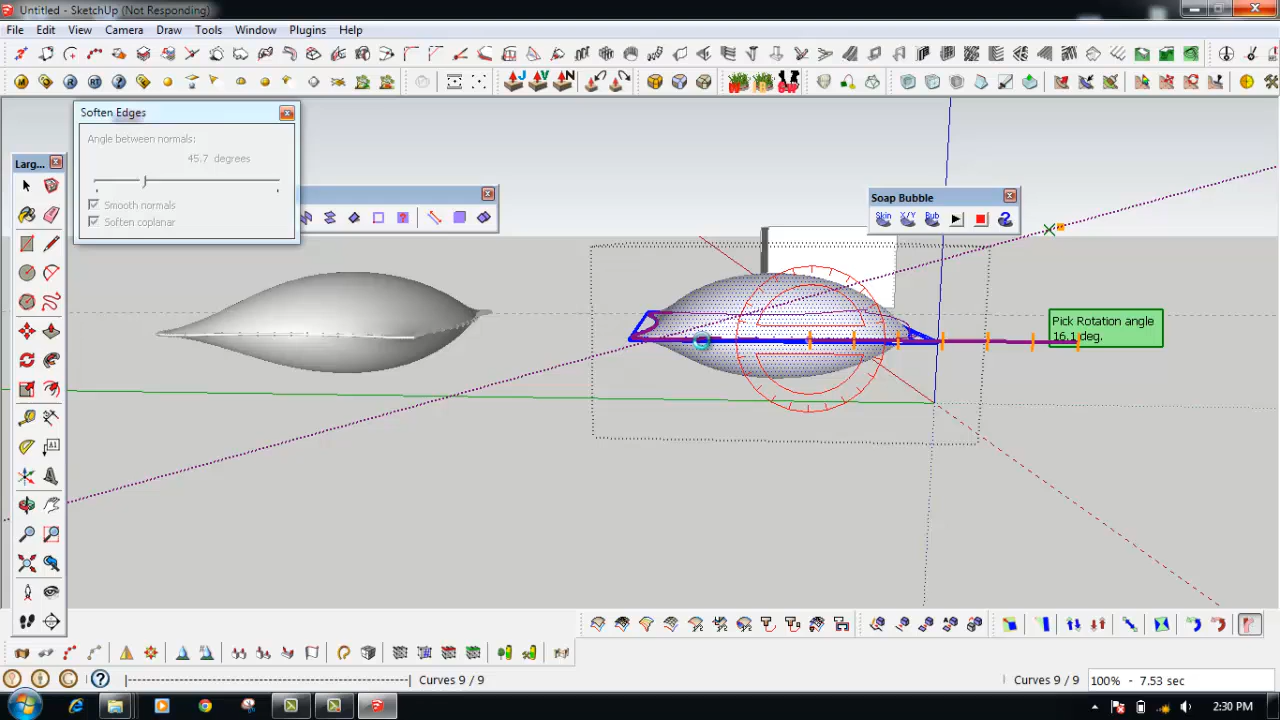 Untitled - SketchUp (Not Responding)
File Edit View Camera Draw Tools Window Plugins Help
Soften Edges
Angle between normals:
45.7 degrees
Smooth normals
Soften coplanar
Larg...
Soap Bubble
Skin X/Y Bub
Pick Rotation angle
16.1 deg.
Curves 9 / 9
Curves 9 / 9
100% - 7.53 sec
2:30 PM